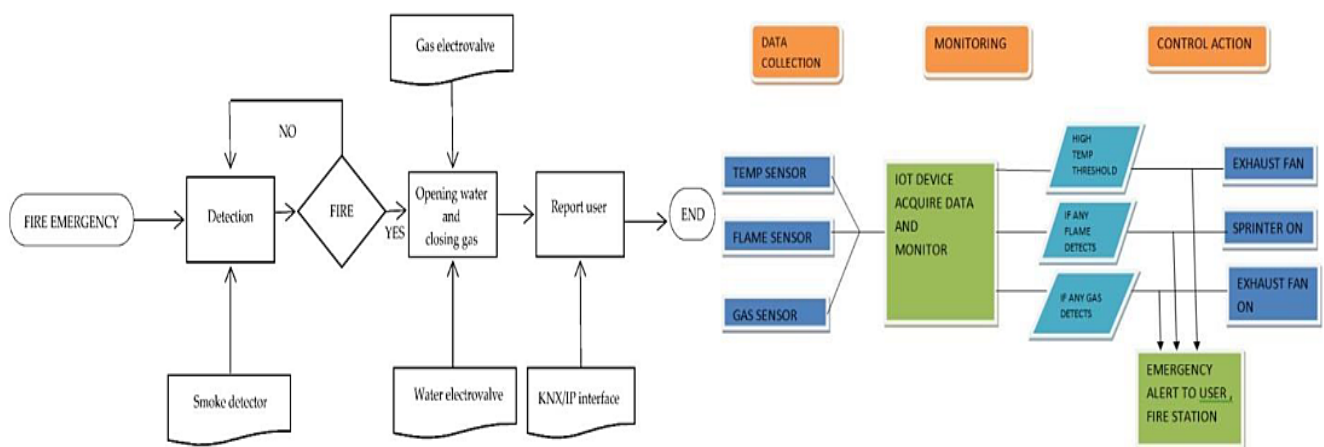 Gas electrovalve
NO
FIRE EMERGENCY
Detection
FIRE
YES
Opening water
and
closing gas
Report user
END
Smoke detector
Water electrovalve
KNX/IP interface
DATA
COLLECTION
MONITORING
CONTROL ACTION
TEMP SENSOR
FLAME SENSOR
GAS SENSOR
IOT DEVICE
ACQUIRE DATA
AND
MONITOR
HIGH
TEMP
THRESHOLD
IF ANY
FLAME
DETECTS
IF ANY GAS
DETECTS
EXHAUST FAN
SPRINTER ON
EXHAUST FAN
ON
EMERGENCY
ALERT TO USER ,
FIRE STATION